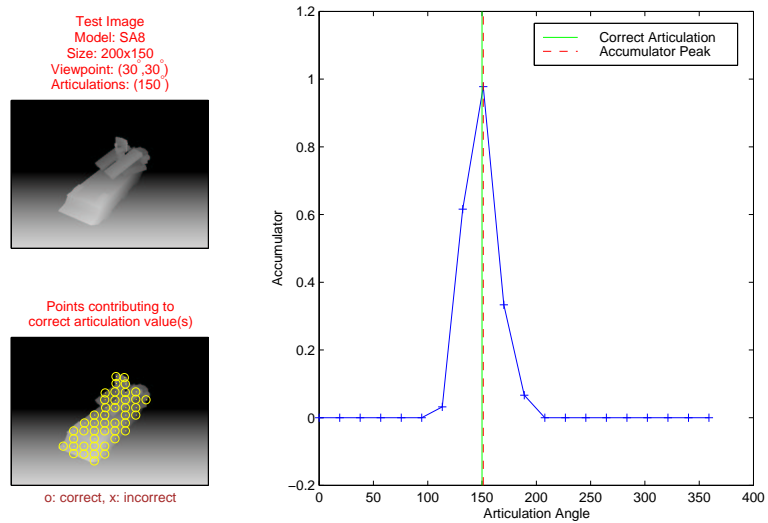 Test Image
Model: SA8
Size: 200x150
Viewpoint: (30°,30°)
Articulations: (150°)
Points contributing to
correct articulation value(s)
o: correct, x: incorrect
Correct Articulation
Accumulator Peak
Accumulator
1.2
1
0.8
0.6
0.4
0.2
0
−0.2
0 50 100 150 200 250 300 350 400
Articulation Angle